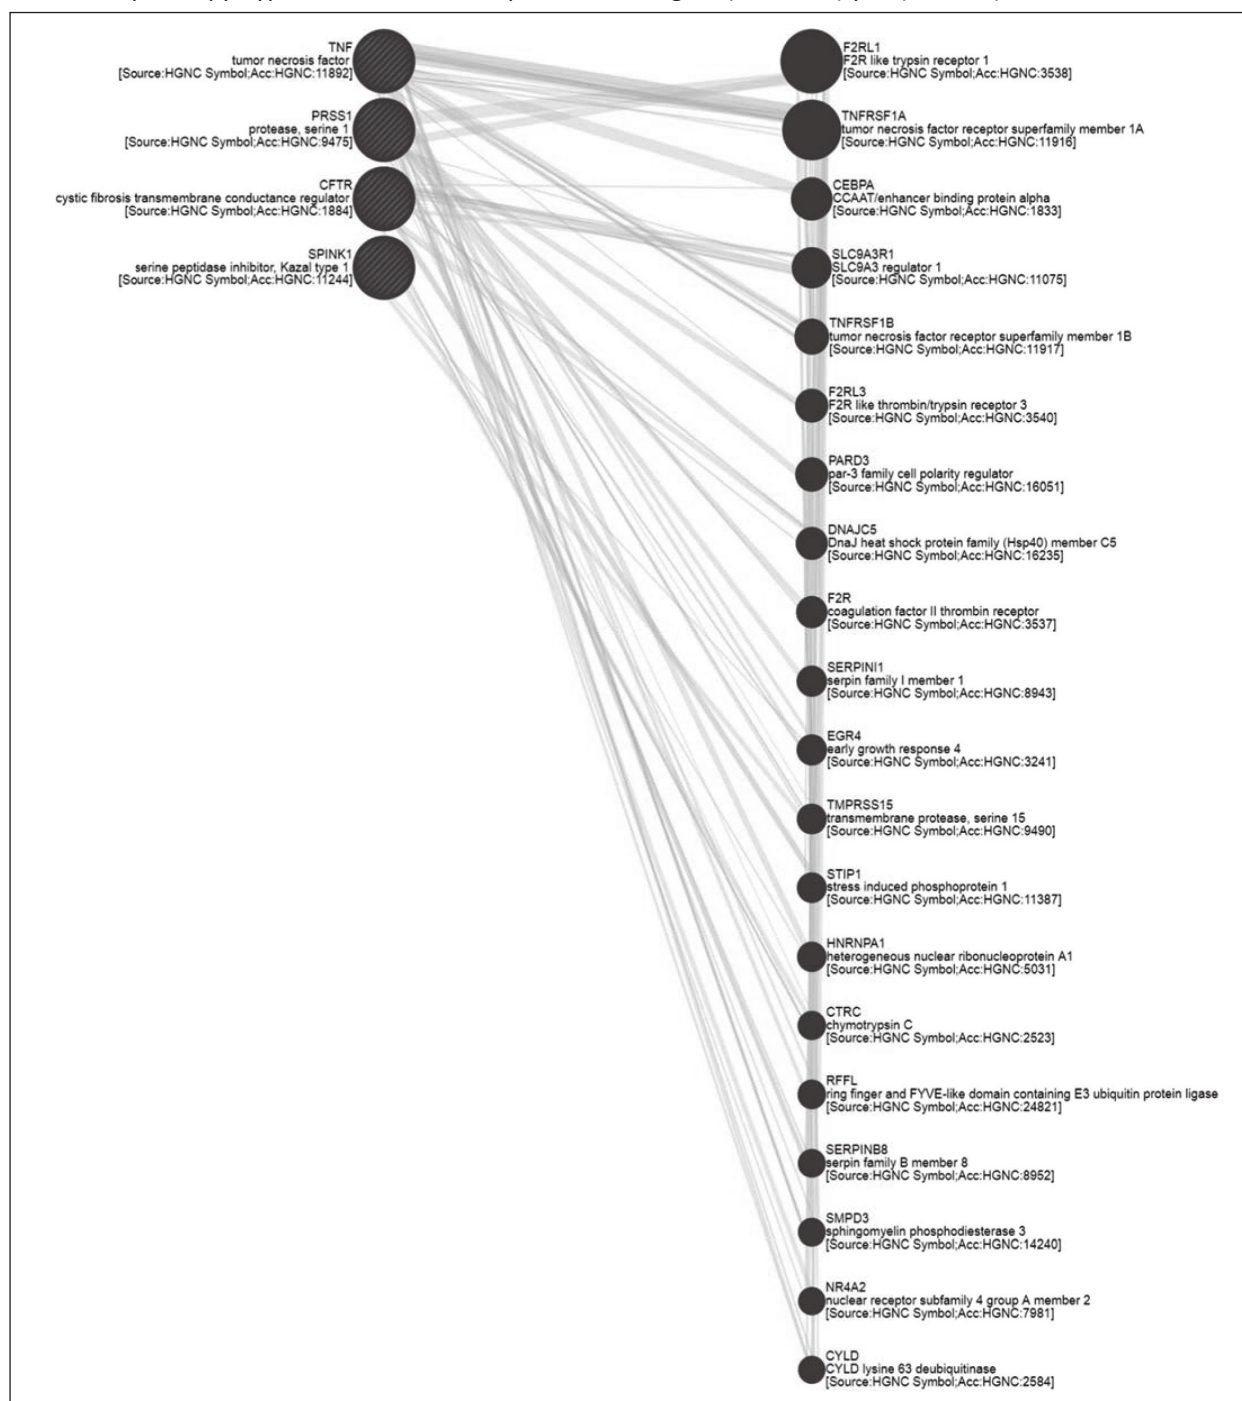 TNF
tumor necrosis factor
[Source:HGNC Symbol;Acc:HGNC:11892]
PRSS1
protease, serine 1
[Source:HGNC Symbol;Acc:HGNC:9475]
CFTR
cystic fibrosis transmembrane conductance regulator
[Source:HGNC Symbol;Acc:HGNC:1884]
SPINK1
serine peptidase inhibitor, Kazal type 1
[Source:HGNC Symbol;Acc:HGNC:11244]
F2RL1
F2R like trypsin receptor 1
[Source:HGNC Symbol;Acc:HGNC:3538]
TNFRSF1A
tumor necrosis factor receptor superfamily member 1A
[Source:HGNC Symbol;Acc:HGNC:11916]
CEBPA
CCAAT/enhancer binding protein alpha
[Source:HGNC Symbol;Acc:HGNC:1833]
SLC9A3R1
SLC9A3 regulator 1
[Source:HGNC Symbol;Acc:HGNC:11075]
TNFRSF1B
tumor necrosis factor receptor superfamily member 1B
[Source:HGNC Symbol;Acc:HGNC:11917]
F2RL3
F2R like thrombin/trypsin receptor 3
[Source:HGNC Symbol;Acc:HGNC:3540]
PARD3
par-3 family cell polarity regulator
[Source:HGNC Symbol;Acc:HGNC:16051]
DNAJC5
DnaJ heat shock protein family (Hsp40) member C5
[Source:HGNC Symbol;Acc:HGNC:16235]
F2R
coagulation factor II thrombin receptor
[Source:HGNC Symbol;Acc:HGNC:3537]
SERPINI1
serpin family I member 1
[Source:HGNC Symbol;Acc:HGNC:8943]
EGR4
early growth response 4
[Source:HGNC Symbol;Acc:HGNC:3241]
TMPRSS15
transmembrane protease, serine 15
[Source:HGNC Symbol;Acc:HGNC:9490]
STIP1
stress induced phosphoprotein 1
[Source:HGNC Symbol;Acc:HGNC:11387]
HNRNPA1
heterogeneous nuclear ribonucleoprotein A1
[Source:HGNC Symbol;Acc:HGNC:5031]
CTRC
chymotrypsin C
[Source:HGNC Symbol;Acc:HGNC:2523]
RFFL
ring finger and FYVE-like domain containing E3 ubiquitin protein ligase
[Source:HGNC Symbol;Acc:HGNC:24821]
SERPINB8
serpin family B member 8
[Source:HGNC Symbol;Acc:HGNC:8952]
SMPD3
sphingomyelin phosphodiesterase 3
[Source:HGNC Symbol;Acc:HGNC:14240]
NR4A2
nuclear receptor subfamily 4 group A member 2
[Source:HGNC Symbol;Acc:HGNC:7981]
CYLD
CYLD lysine 63 deubiquitinase
[Source:HGNC Symbol;Acc:HGNC:2584]